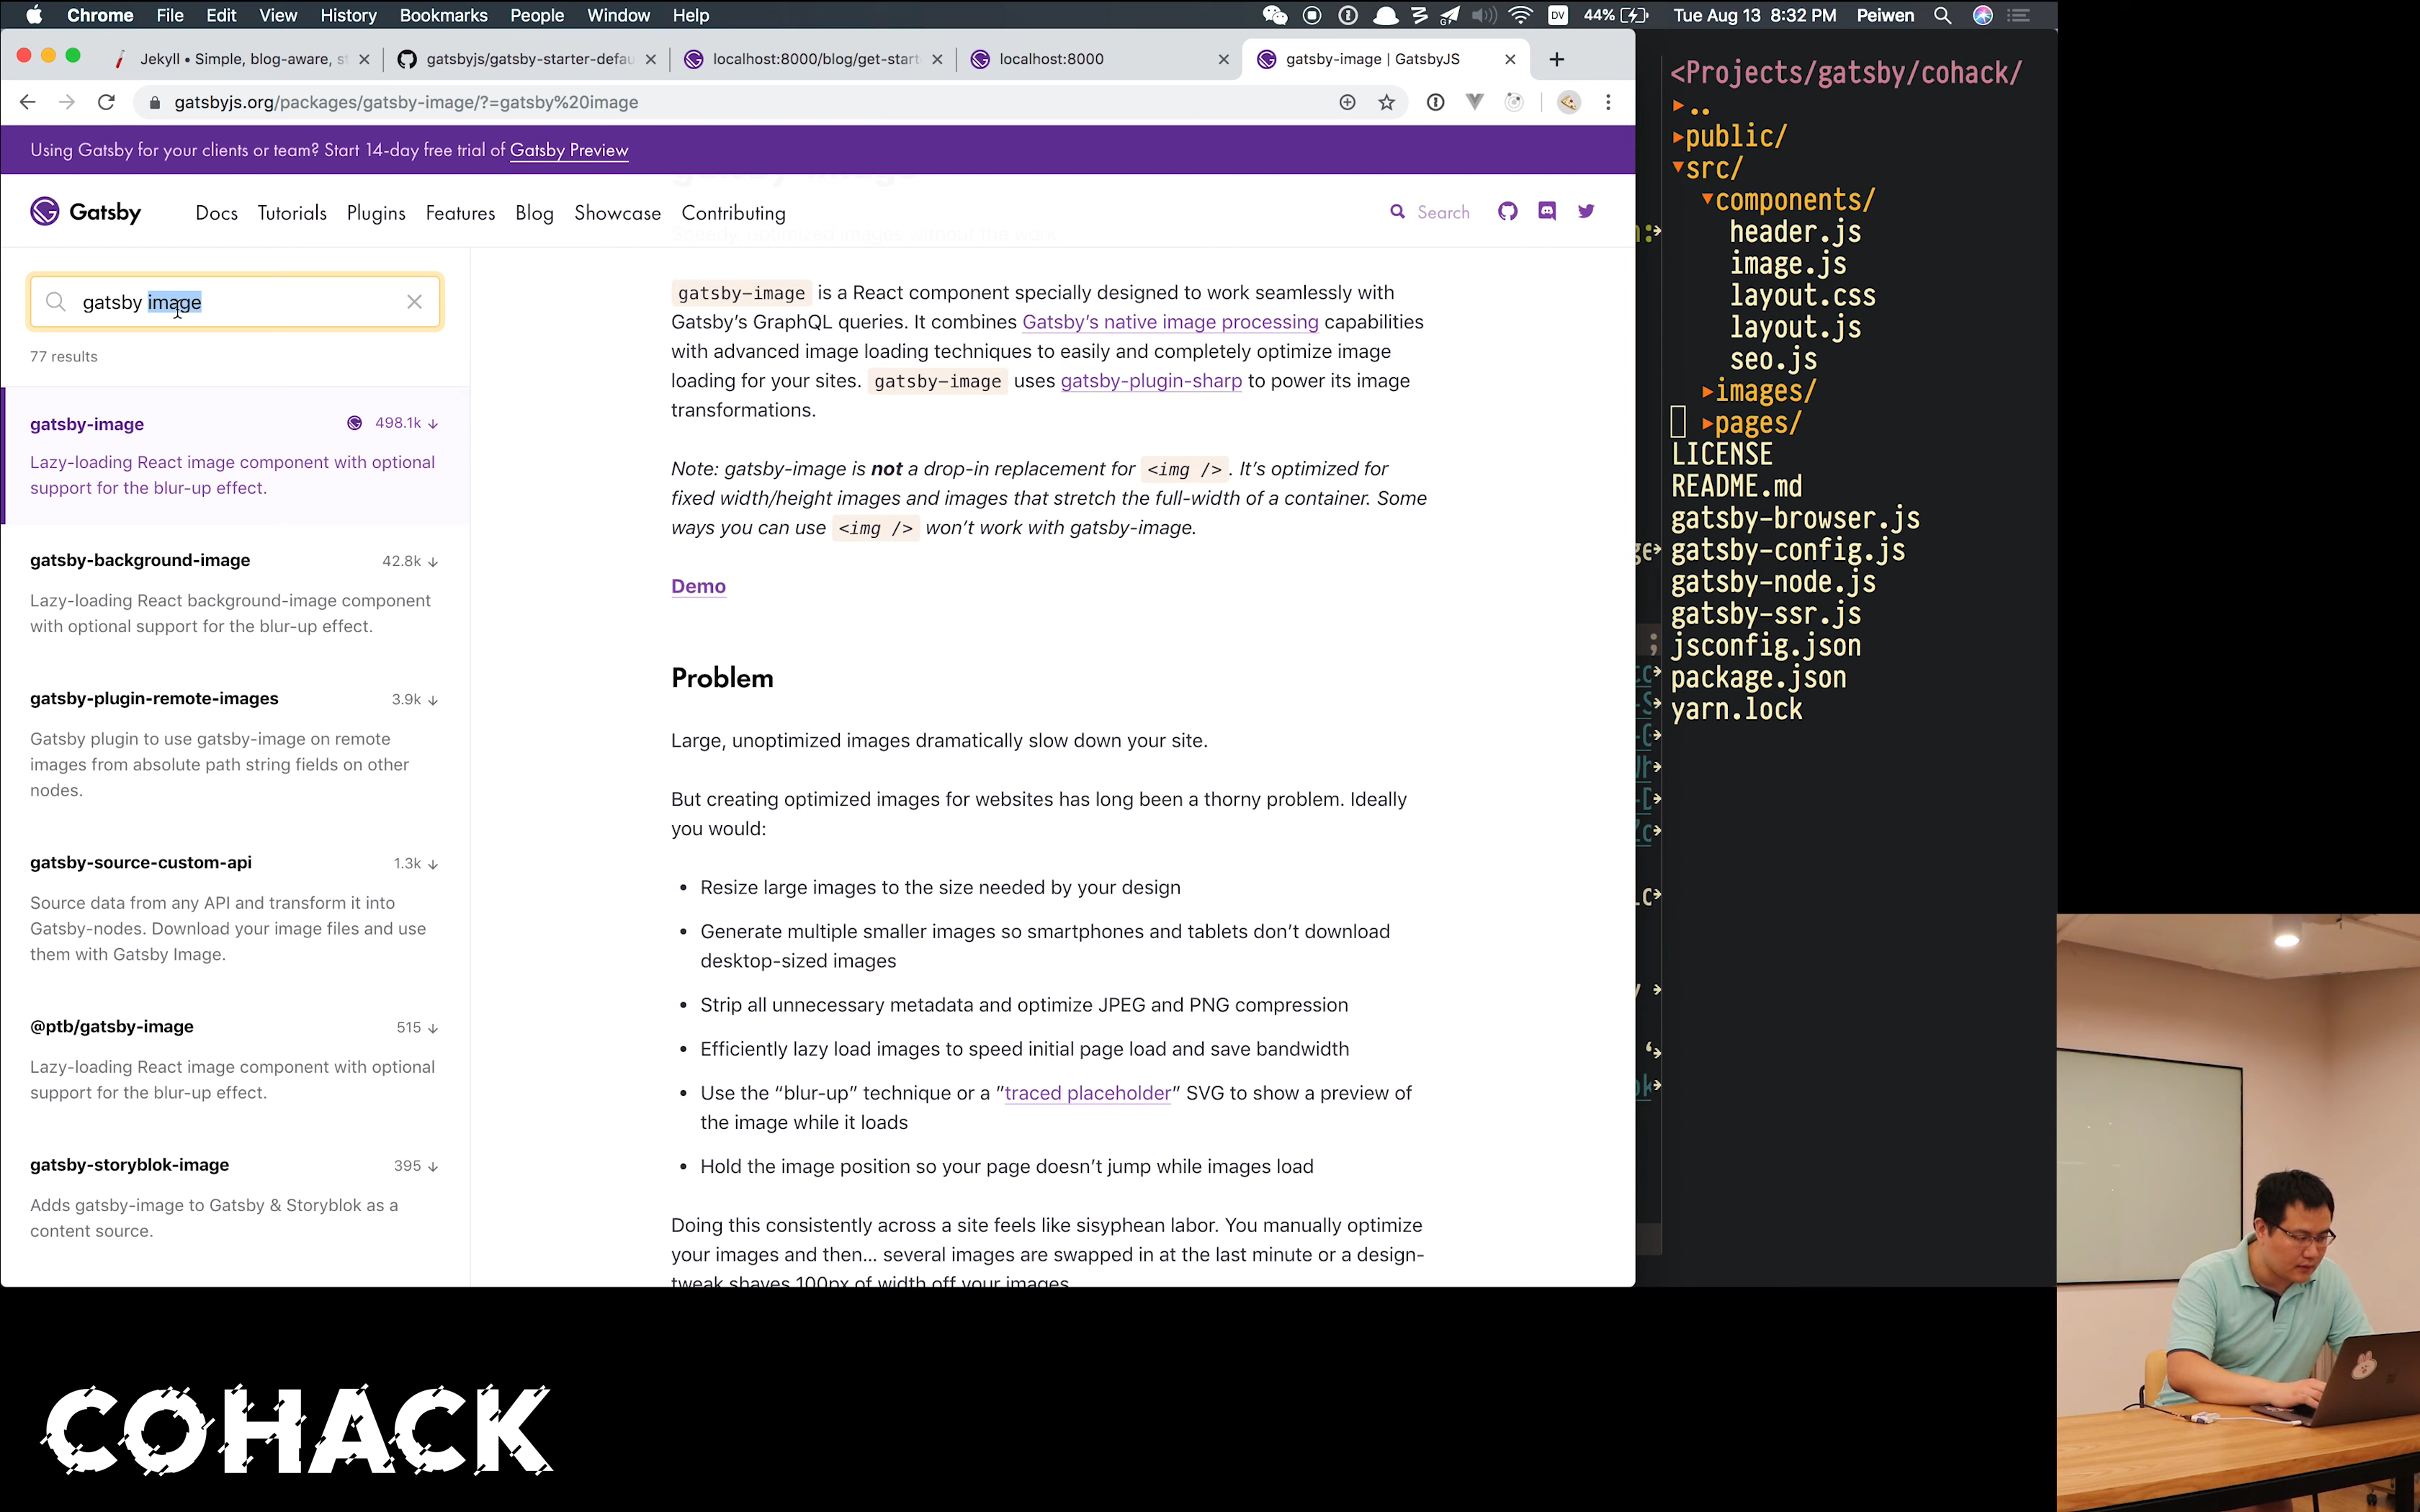 Chrome File Edit View History Bookmarks People Window Help
DV 44% Tue Aug 13 8:32 PM Peiwen
Jekyll • Simple, blog-aware, st
gatsbyjs/gatsby-starter-defau
localhost:8000/blog/get-start
localhost:8000
gatsby-image | GatsbyJS
gatsbyjs.org/packages/gatsby-image/?=gatsby%20image
Using Gatsby for your clients or team? Start 14-day free trial of Gatsby Preview
Gatsby Docs Tutorials Plugins Features Blog Showcase Contributing Search
gatsby image
77 results
gatsby-image 498.1k ↓
Lazy-loading React image component with optional
support for the blur-up effect.
gatsby-background-image 42.8k ↓
Lazy-loading React background-image component
with optional support for the blur-up effect.
gatsby-plugin-remote-images 3.9k ↓
Gatsby plugin to use gatsby-image on remote
images from absolute path string fields on other
nodes.
gatsby-source-custom-api 1.3k ↓
Source data from any API and transform it into
Gatsby-nodes. Download your image files and use
them with Gatsby Image.
@ptb/gatsby-image 515 ↓
Lazy-loading React image component with optional
support for the blur-up effect.
gatsby-storyblok-image 395 ↓
Adds gatsby-image to Gatsby & Storyblok as a
content source.
Speedy, optimized images without the work.
gatsby-image is a React component specially designed to work seamlessly with
Gatsby’s GraphQL queries. It combines Gatsby’s native image processing capabilities
with advanced image loading techniques to easily and completely optimize image
loading for your sites. gatsby-image uses gatsby-plugin-sharp to power its image
transformations.
Note: gatsby-image is not a drop-in replacement for <img />. It’s optimized for
fixed width/height images and images that stretch the full-width of a container. Some
ways you can use <img /> won’t work with gatsby-image.
Demo
Problem
Large, unoptimized images dramatically slow down your site.
But creating optimized images for websites has long been a thorny problem. Ideally
you would:
• Resize large images to the size needed by your design
• Generate multiple smaller images so smartphones and tablets don’t download
desktop-sized images
• Strip all unnecessary metadata and optimize JPEG and PNG compression
• Efficiently lazy load images to speed initial page load and save bandwidth
• Use the “blur-up” technique or a ”traced placeholder” SVG to show a preview of
the image while it loads
• Hold the image position so your page doesn’t jump while images load
Doing this consistently across a site feels like sisyphean labor. You manually optimize
your images and then… several images are swapped in at the last minute or a design-
tweak shaves 100px of width off your images.
<Projects/gatsby/cohack/
▸..
▸public/
▾src/
▾components/
header.js
image.js
layout.css
layout.js
seo.js
▸images/
▸pages/
LICENSE
README.md
gatsby-browser.js
gatsby-config.js
gatsby-node.js
gatsby-ssr.js
jsconfig.json
package.json
yarn.lock
COHACK